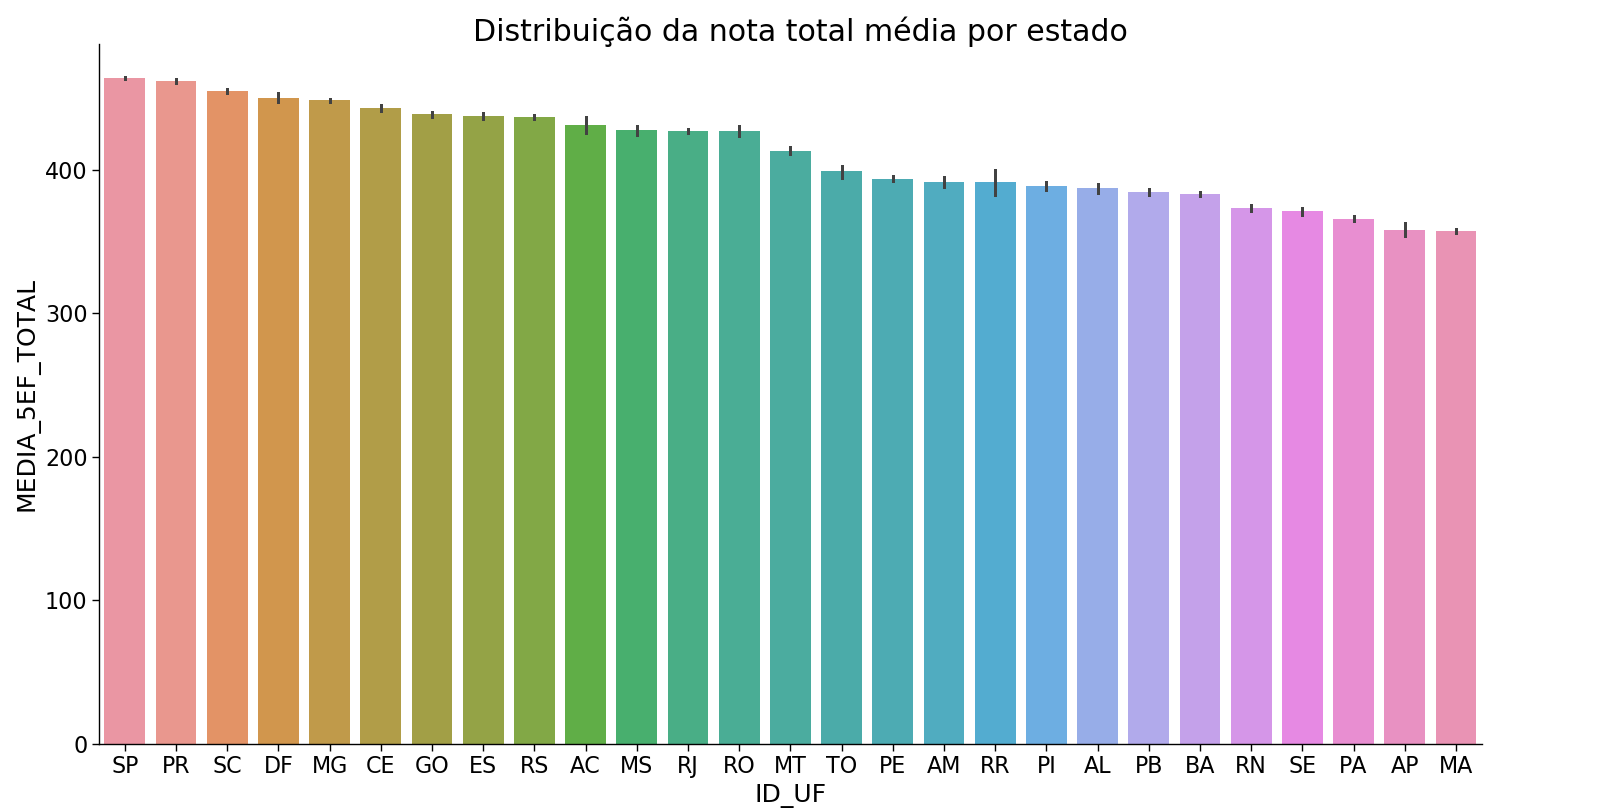 Distribuição da nota total média por estado
MEDIA_5EF_TOTAL
400
300
200
100
0
SP PR SC DF MG CE GO ES RS AC MS RJ RO MT TO PE AM RR PI AL PB BA RN SE PA AP MA
ID_UF